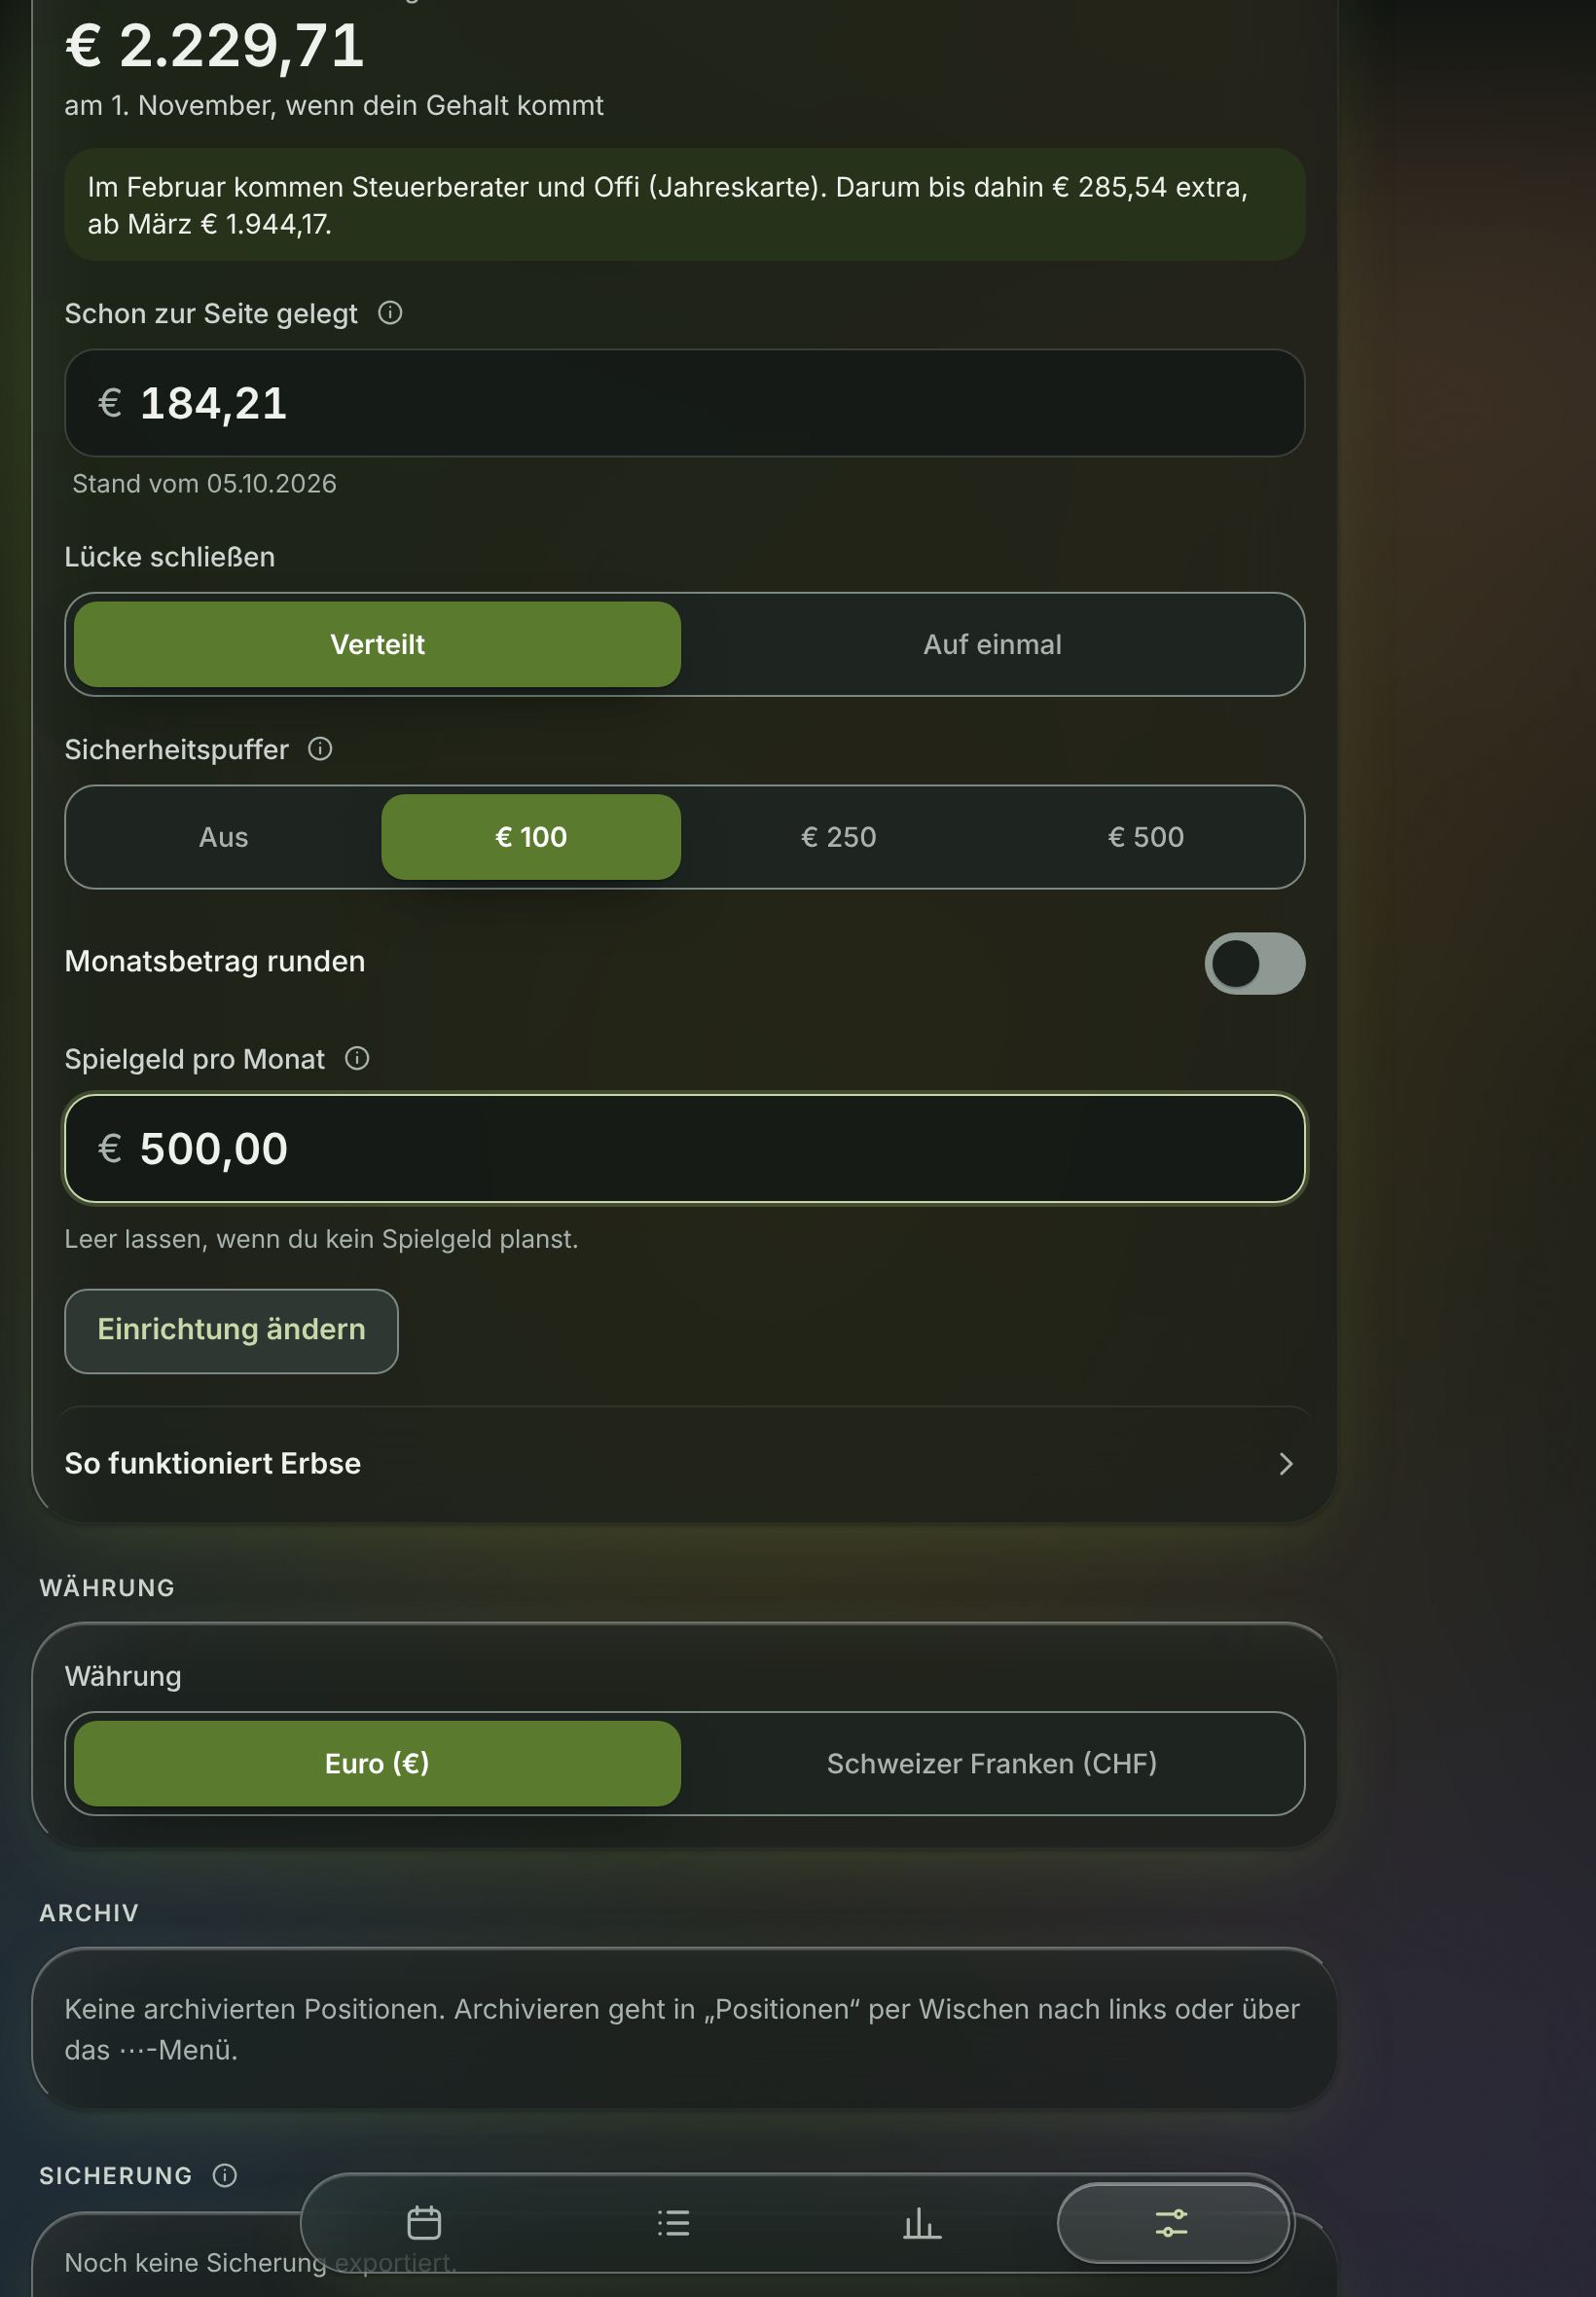 € 2.229,71
am 1. November, wenn dein Gehalt kommt
Im Februar kommen Steuerberater und Offi (Jahreskarte). Darum bis dahin € 285,54 extra,
ab März € 1.944,17.
Schon zur Seite gelegt
€ 184,21
Stand vom 05.10.2026
Lücke schließen
Verteilt Auf einmal
Sicherheitspuffer
Aus € 100 € 250 € 500
Monatsbetrag runden
Spielgeld pro Monat
€ 500,00
Leer lassen, wenn du kein Spielgeld planst.
Einrichtung ändern
So funktioniert Erbse
WÄHRUNG
Währung
Euro (€) Schweizer Franken (CHF)
ARCHIV
Keine archivierten Positionen. Archivieren geht in „Positionen“ per Wischen nach links oder über
das ···-Menü.
SICHERUNG
Noch keine Sicherung exportiert.